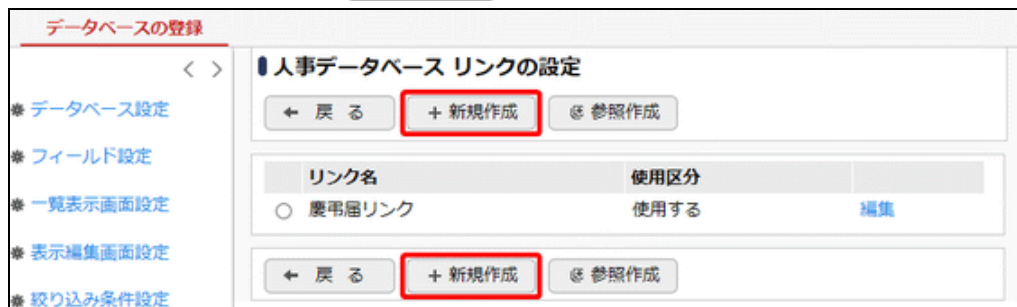 データベースの登録
< >
データベース設定
フィールド設定
一覧表示画面設定
表示編集画面設定
絞り込み条件設定
人事データベース リンクの設定
← 戻 る + 新規作成 参照作成
リンク名 使用区分
慶弔届リンク 使用する 編集
← 戻 る + 新規作成 参照作成